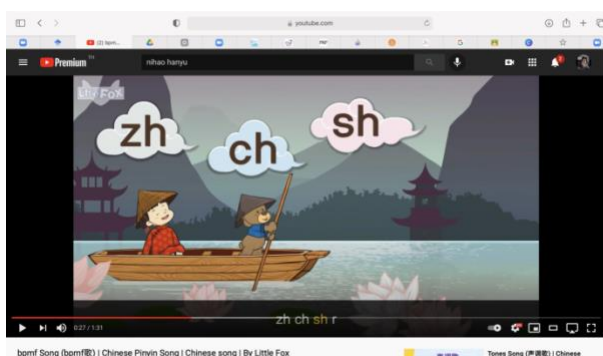 youtube.com
(2) bpm...
Premium
nihao hanyu
Little Fox
zh
ch
sh
zh ch sh r
0:27 / 1:31
bpmf Song (bpmf歌) | Chinese Pinyin Song | Chinese song | By Little Fox
Tones Song (声调歌) | Chinese